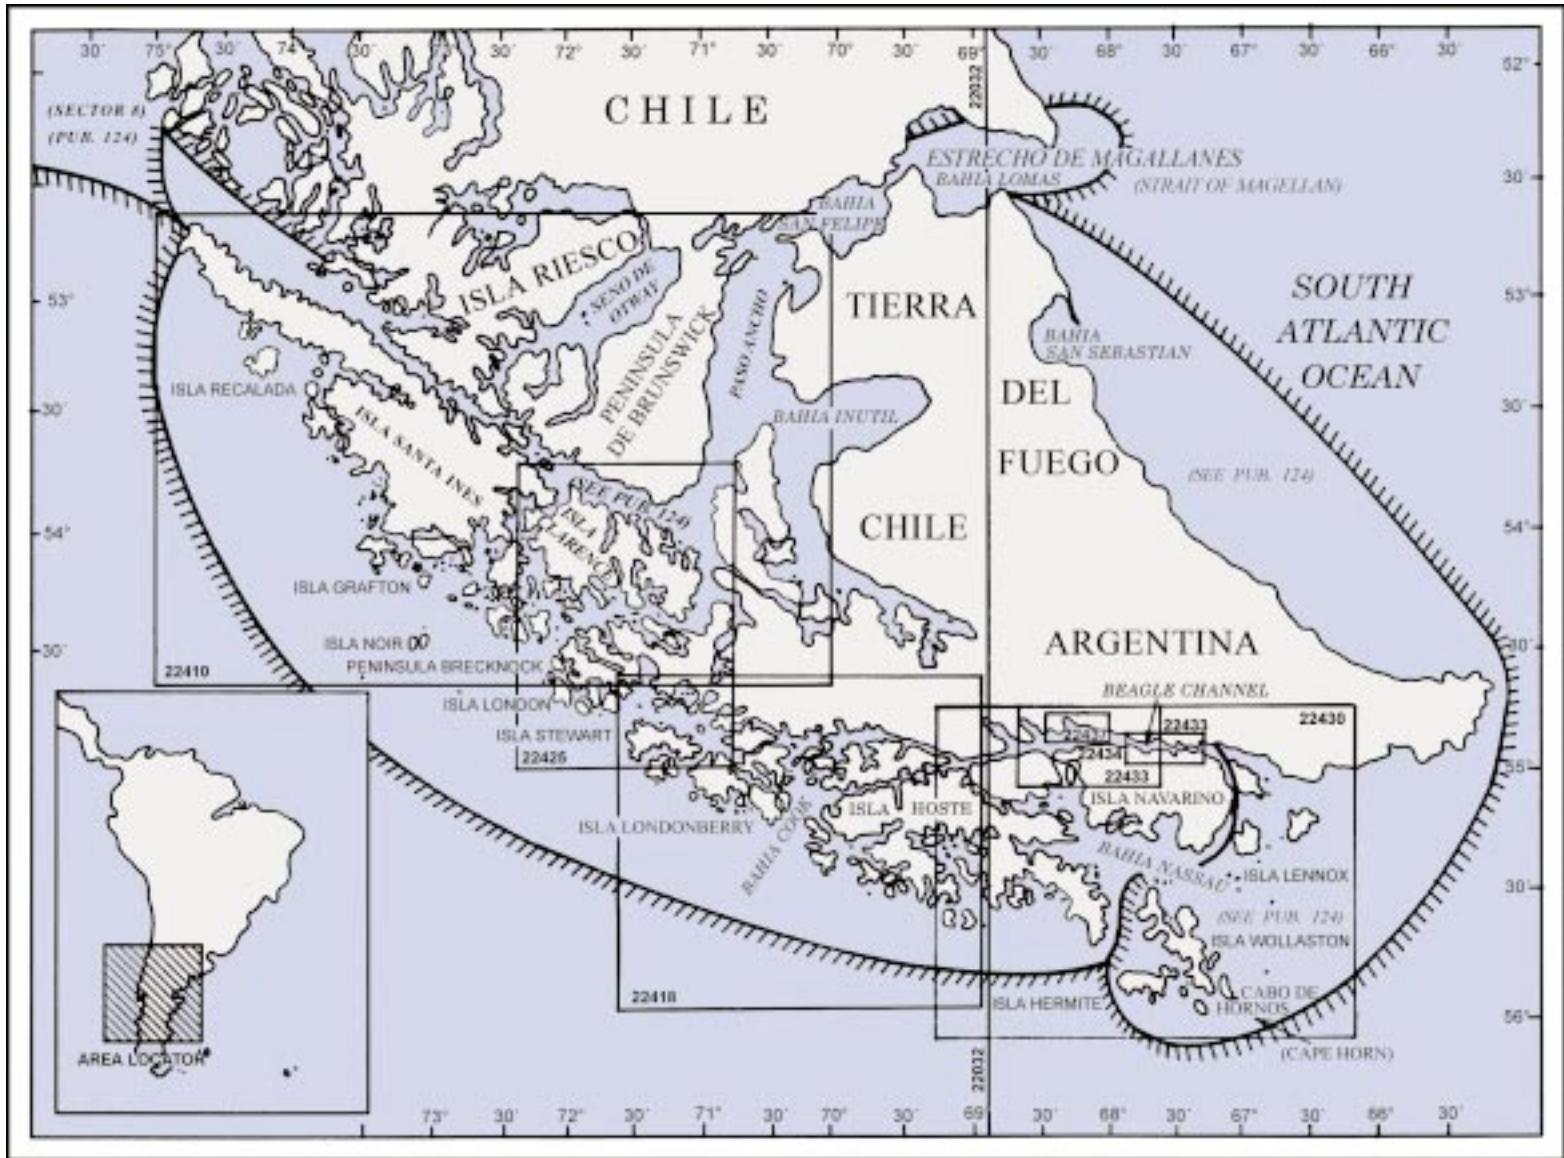 30´ 75° 30´ 74 30´ 72° 30´ 71° 30´ 70° 30´ 69° 30´ 68° 30´ 67° 30´ 66° 30´
52°
22032
(SECTOR 8)
(PUB. 124)
CHILE
ESTRECHO DE MAGALLANES
BAHIA LOMAS
(STRAIT OF MAGELLAN)
30´
BAHIA
SAN FELIPE
ISLA RIESCO
SENO DE
OTWAY
53°
53°
TIERRA
SOUTH
ATLANTIC
OCEAN
PASO ANCHO
PENINSULA
DE BRUNSWICK
BAHIA
SAN SEBASTIAN
ISLA RECALADA
DEL
30´
30´
BAHIA INUTIL
ISLA SANTA INES
FUEGO
(SEE PUB. 124)
(SEE PUB. 124)
ISLA
CLARENCE
CHILE
54°
54°
ISLA GRAFTON
ISLA NOIR
ARGENTINA
30´
30´
PENINSULA BRECKNOCK
22410
BEAGLE CHANNEL
ISLA LONDON
ISLA STEWART
22425
22430
22433
22437
22434
22433
55°
ISLA NAVARINO
ISLA HOSTE
ISLA LONDONBERRY
BAHIA COOK
BAHIA NASSAU
ISLA LENNOX
30´
(SEE PUB. 124)
ISLA WOLLASTON
22418
ISLA HERMITE
CABO DE
HORNOS
56°
(CAPE HORN)
AREA LOCATOR
22032
73° 30´ 72° 30´ 71° 30´ 70° 30´ 69° 30´ 68° 30´ 67° 30´ 66° 30´